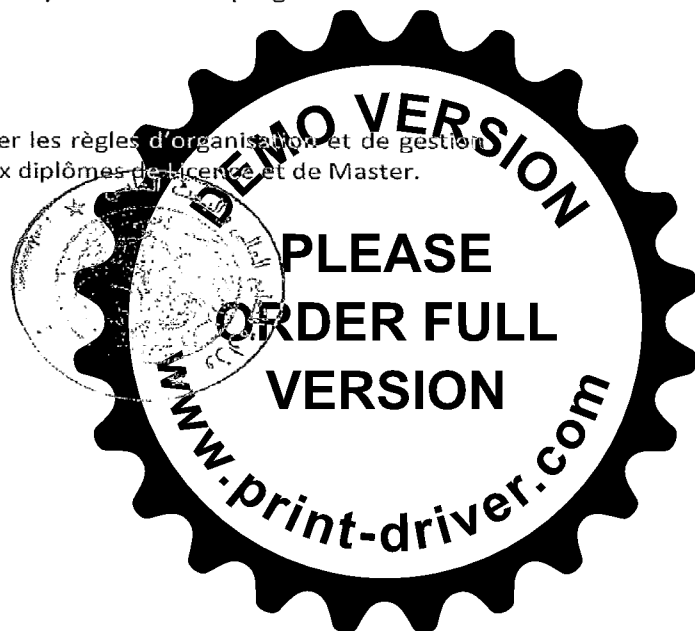 er les règles d'organisation et de gestion
x diplômes de Licence et de Master.
DEMO VERSION
PLEASE
ORDER FULL
VERSION
www.print-driver.com